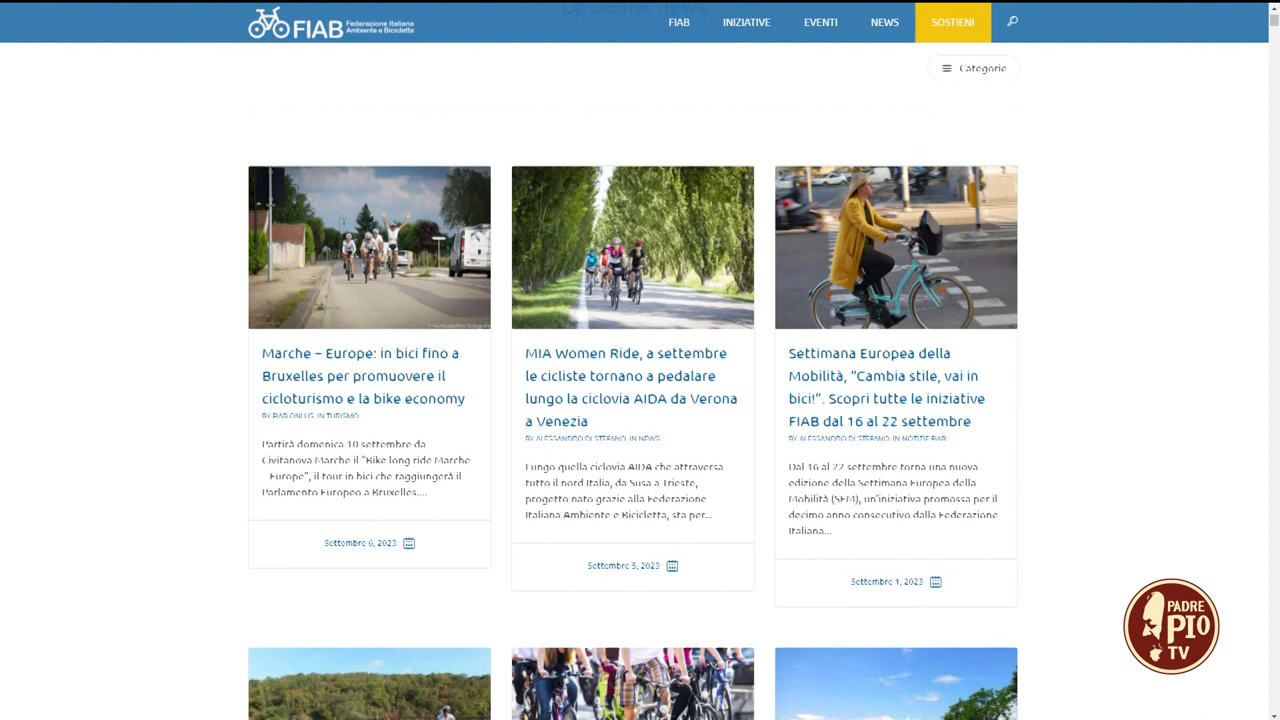 FIAB Federazione Italiana
Ambiente e Bicicletta
FIAB INIZIATIVE EVENTI NEWS SOSTIENI
Categorie
Marche – Europe: in bici fino a
Bruxelles per promuovere il
cicloturismo e la bike economy
BY FIAB ONLUS, IN TURISMO
Partirà domenica 10 settembre da
Civitanova Marche il "Bike long ride Marche
– Europe", il tour in bici che raggiungerà il
Parlamento Europeo a Bruxelles....
Settembre 6, 2023
MIA Women Ride, a settembre
le cicliste tornano a pedalare
lungo la ciclovia AIDA da Verona
a Venezia
BY ALESSANDRO DI STEFANO, IN NEWS
Lungo quella ciclovia AIDA che attraversa
tutto il nord Italia, da Susa a Trieste,
progetto nato grazie alla Federazione
Italiana Ambiente e Bicicletta, sta per...
Settembre 5, 2023
Settimana Europea della
Mobilità, "Cambia stile, vai in
bici!". Scopri tutte le iniziative
FIAB dal 16 al 22 settembre
BY ALESSANDRO DI STEFANO, IN NOTIZIE FIAB
Dal 16 al 22 settembre torna una nuova
edizione della Settimana Europea della
Mobilità (SEM), un'iniziativa promossa per il
decimo anno consecutivo dalla Federazione
Italiana...
Settembre 1, 2023
PADRE
PIO
TV